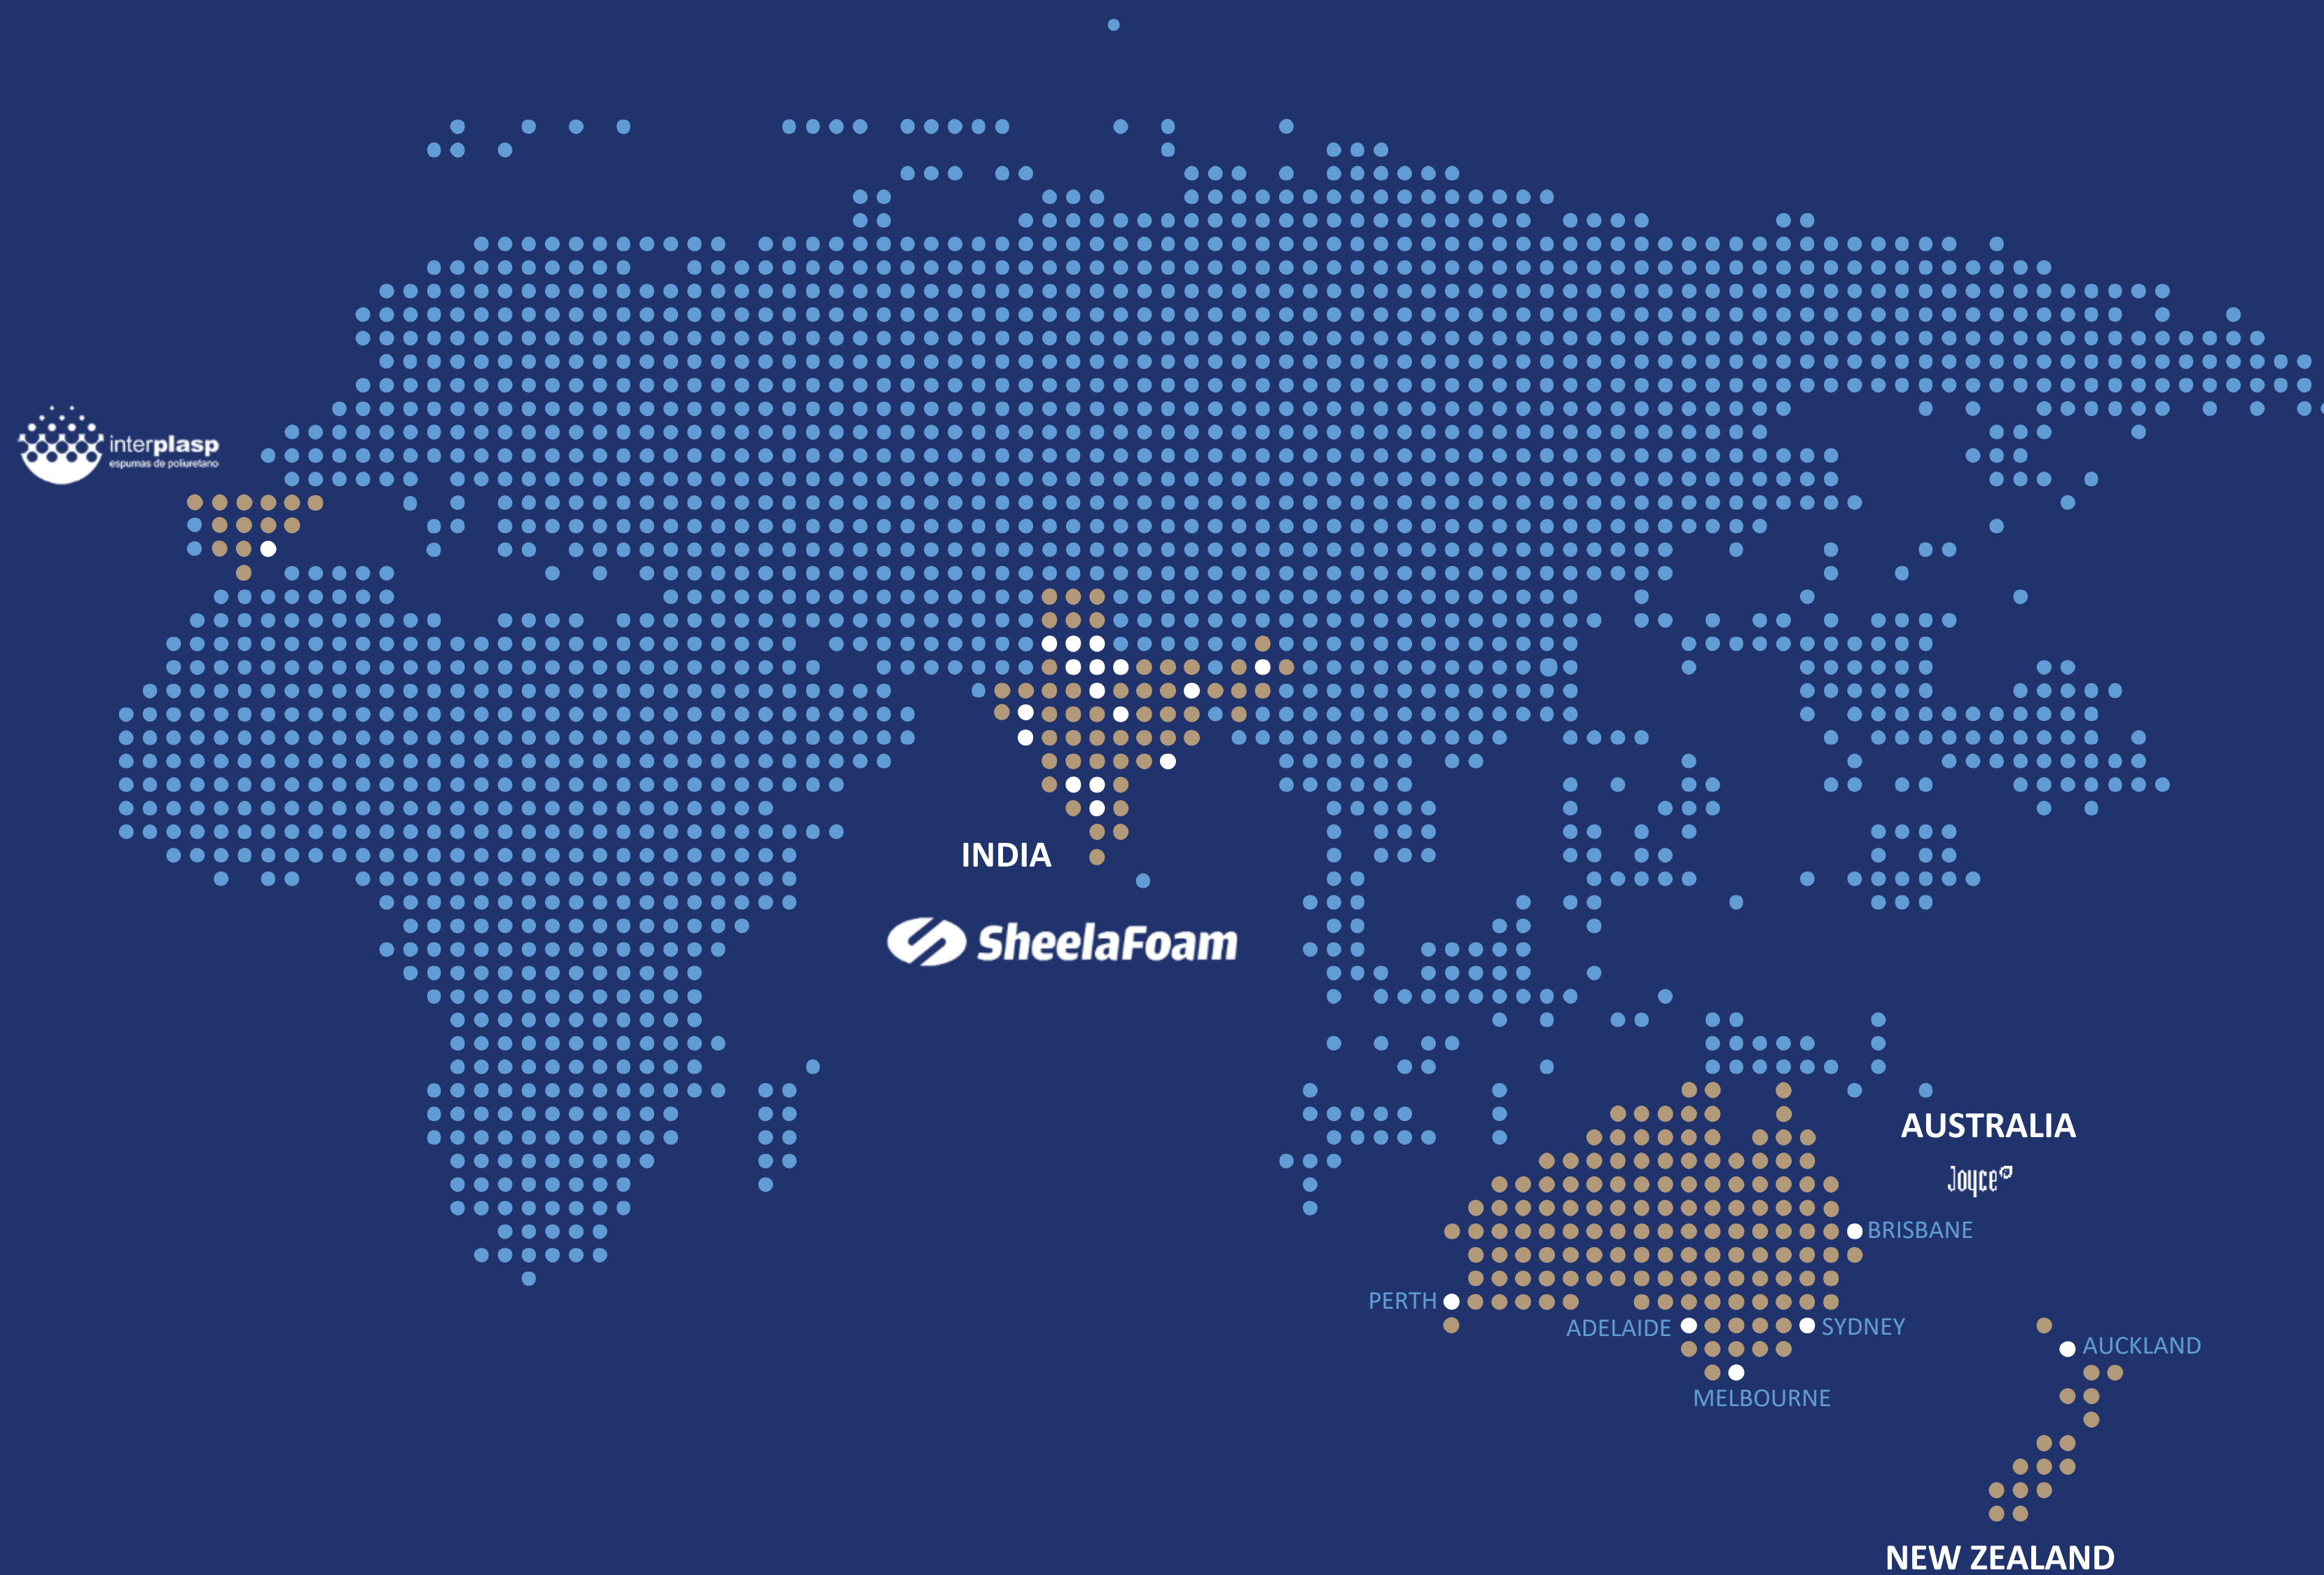 interplasp
espumas de poliuretano
INDIA
SheelaFoam
AUSTRALIA
Joyce
BRISBANE
PERTH
ADELAIDE
SYDNEY
AUCKLAND
MELBOURNE
NEW ZEALAND